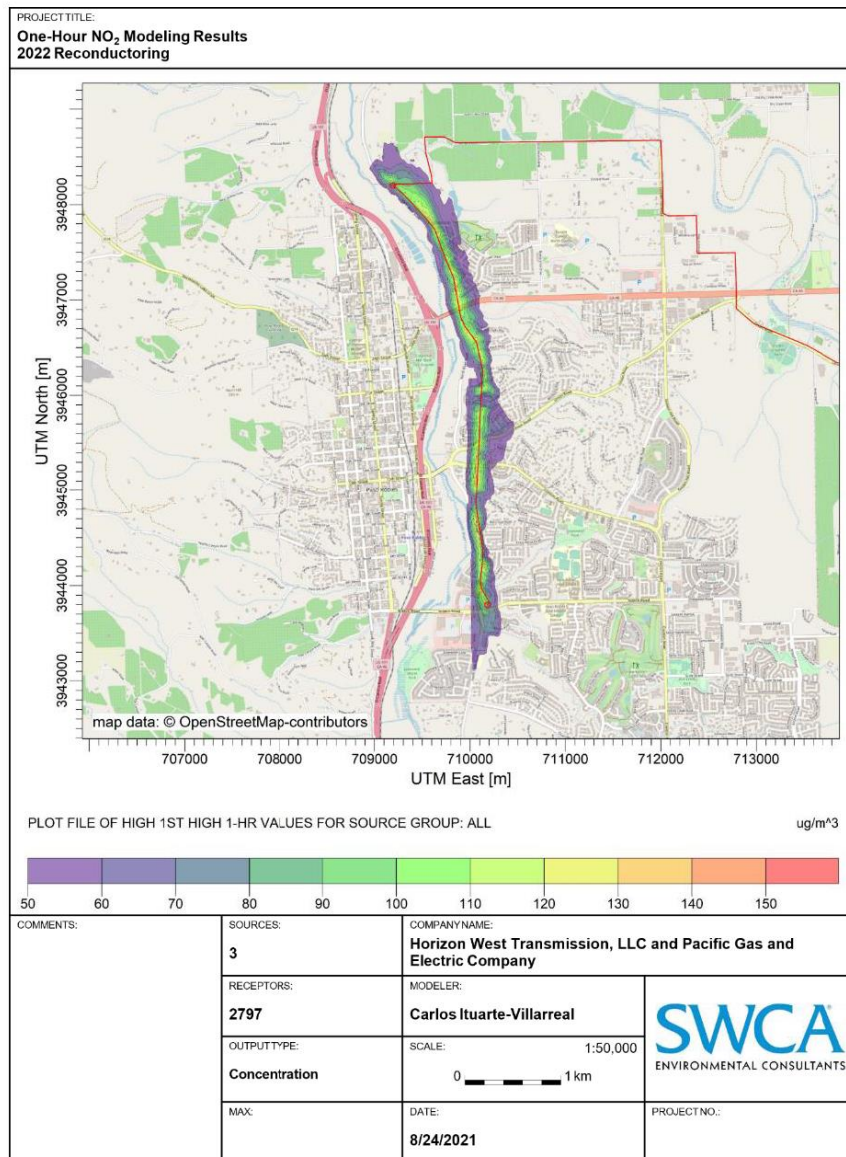 PROJECT TITLE:
One-Hour NO₂ Modeling Results
2022 Reconductoring
UTM North [m]
3948000
3947000
3946000
3945000
3944000
3943000
map data: © OpenStreetMap-contributors
707000 708000 709000 710000 711000 712000 713000
UTM East [m]
PLOT FILE OF HIGH 1ST HIGH 1-HR VALUES FOR SOURCE GROUP: ALL
ug/m^3
50 60 70 80 90 100 110 120 130 140 150
COMMENTS:
SOURCES:
3
COMPANY NAME:
Horizon West Transmission, LLC and Pacific Gas and
Electric Company
RECEPTORS:
2797
MODELER:
Carlos Ituarte-Villarreal
OUTPUT TYPE:
Concentration
SCALE:
1:50,000
0 1 km
SWCA®
ENVIRONMENTAL CONSULTANTS
MAX:
DATE:
8/24/2021
PROJECT NO.: